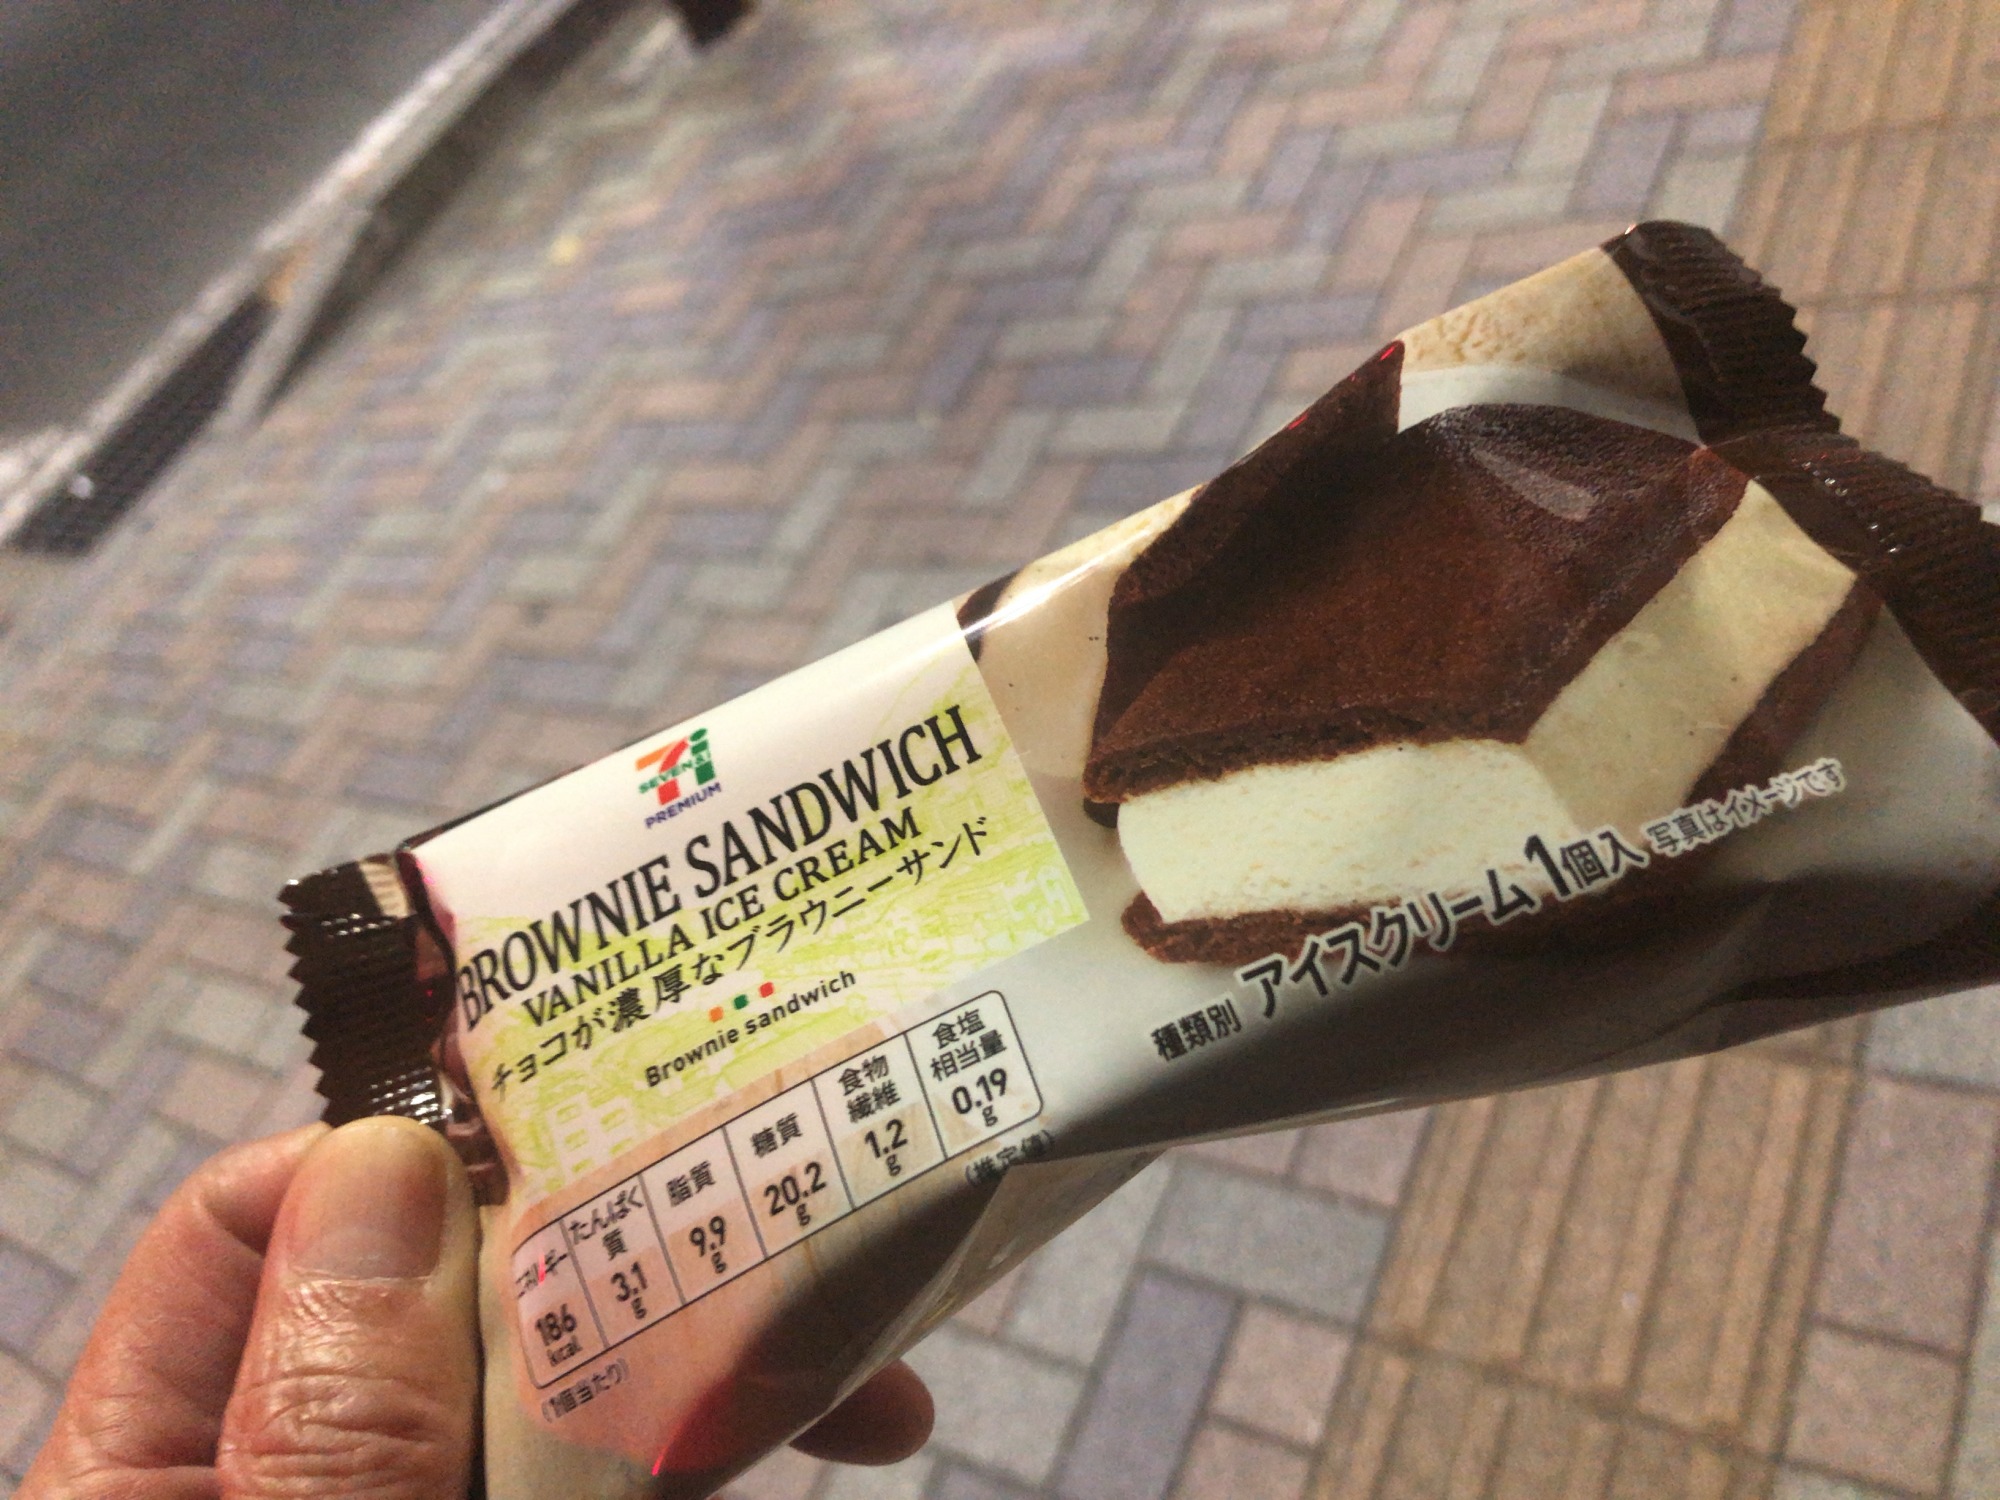 SEVEN&i
PREMIUM
BROWNIE SANDWICH
VANILLA ICE CREAM
チョコが濃厚なブラウニーサンド
Brownie sandwich
エネルギー 186 kcal
たんぱく質 3.1 g
脂質 9.9 g
糖質 20.2 g
食物繊維 1.2 g
食塩相当量 0.19 g
(1個当たり)
(推定値)
種類別 アイスクリーム 1個入 写真はイメージです